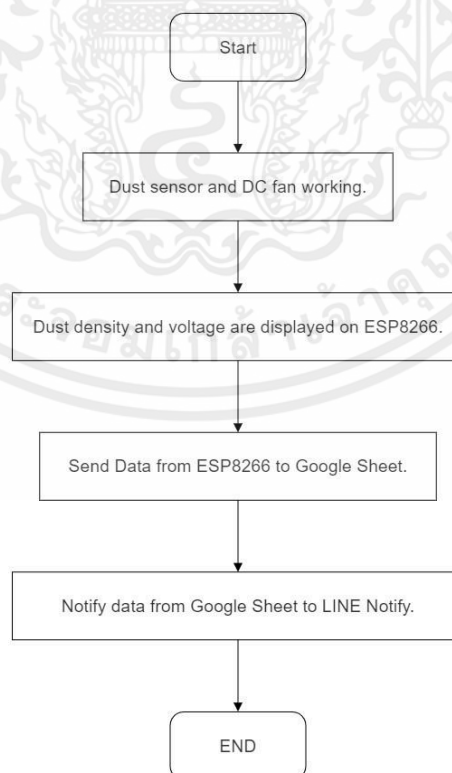 Start
Dust sensor and DC fan working.
Dust density and voltage are displayed on ESP8266.
Send Data from ESP8266 to Google Sheet.
Notify data from Google Sheet to LINE Notify.
END